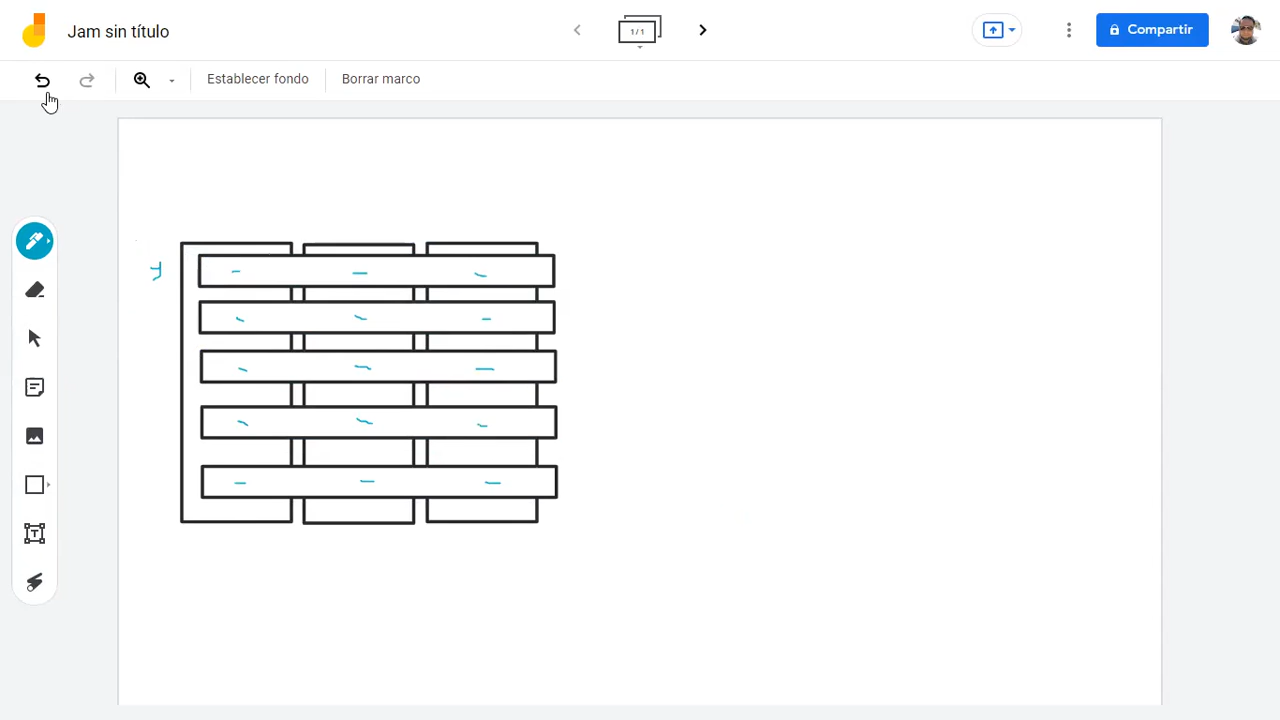 Jam sin título
1/1
Compartir
Establecer fondo
Borrar marco
T